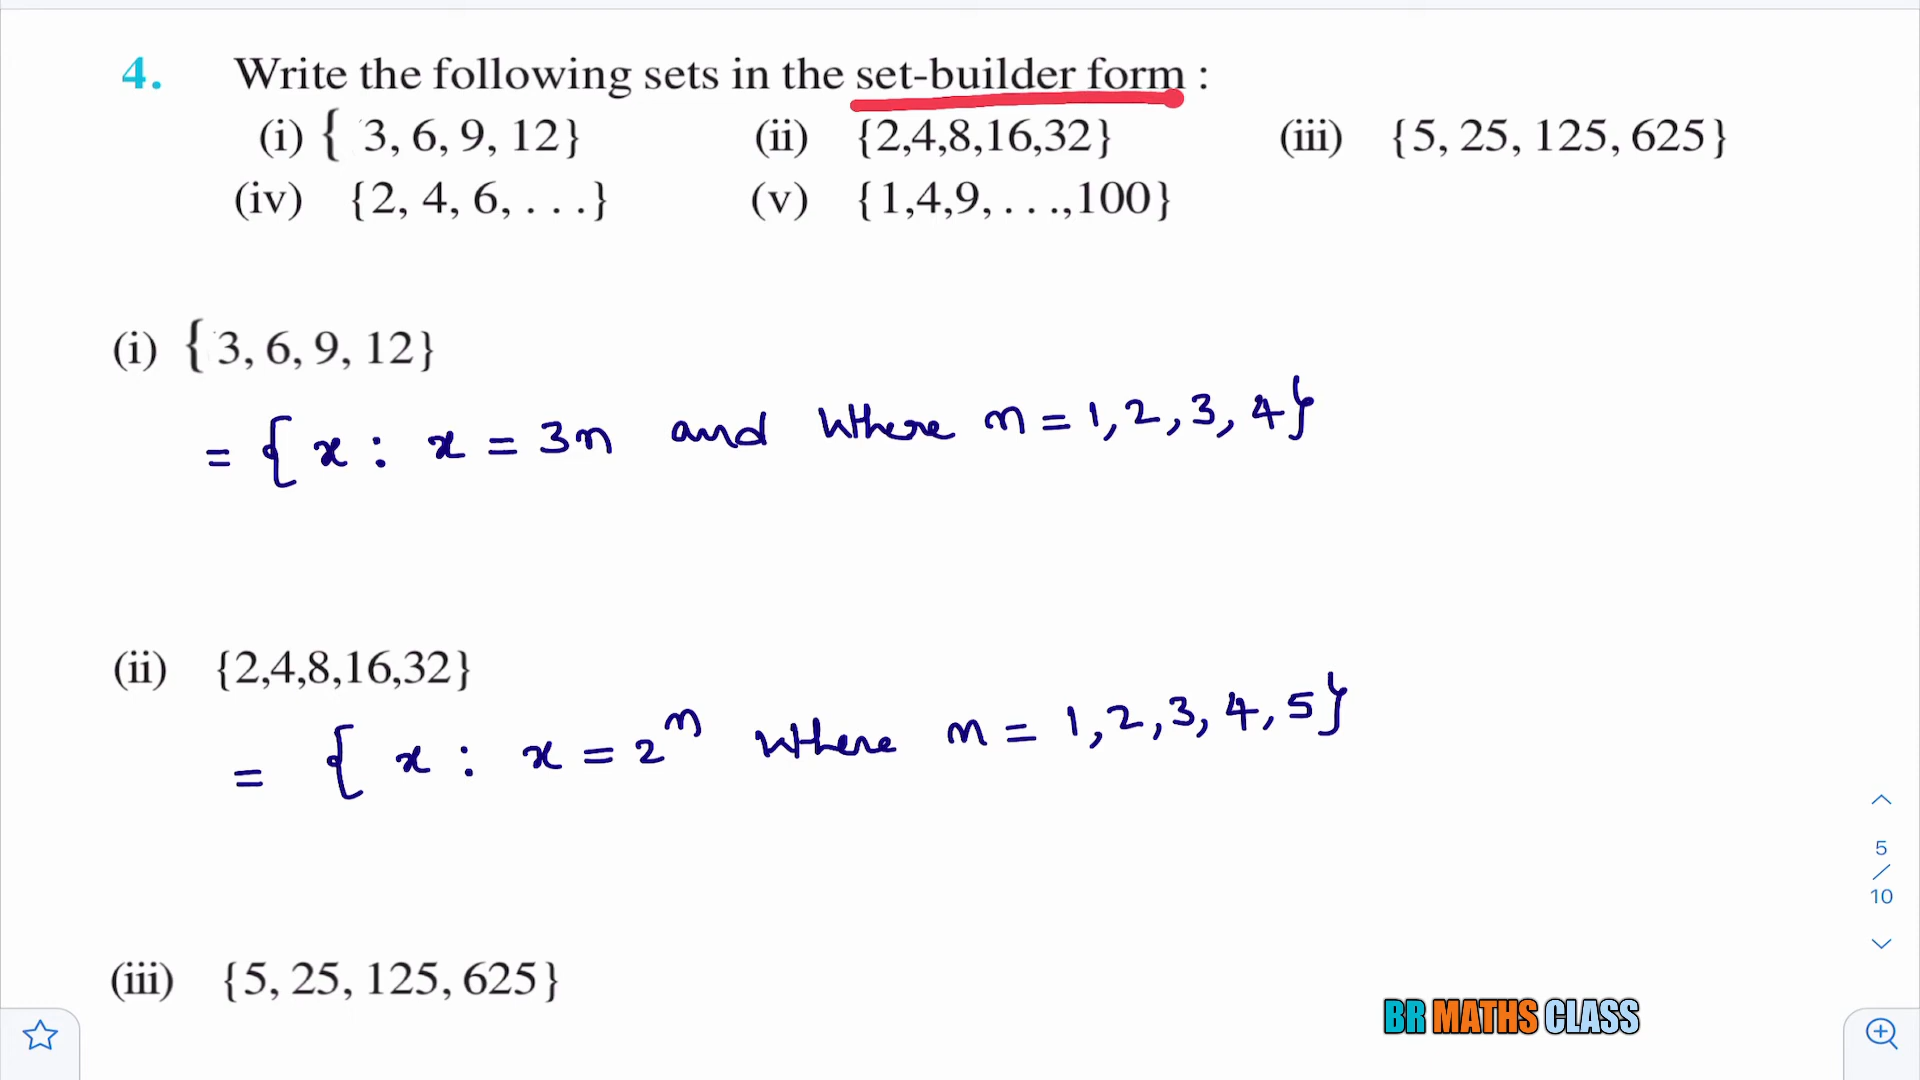 4. Write the following sets in the set-builder form :
(i) { 3, 6, 9, 12} (ii) {2,4,8,16,32} (iii) {5, 25, 125, 625}
(iv) {2, 4, 6, . . .} (v) {1,4,9, . . .,100}
(i) { 3, 6, 9, 12}
= { x : x = 3n and where n = 1, 2, 3, 4}
(ii) {2,4,8,16,32}
= { x : x = 2ⁿ where n = 1, 2, 3, 4, 5}
5
/
10
(iii) {5, 25, 125, 625}
BR MATHS CLASS